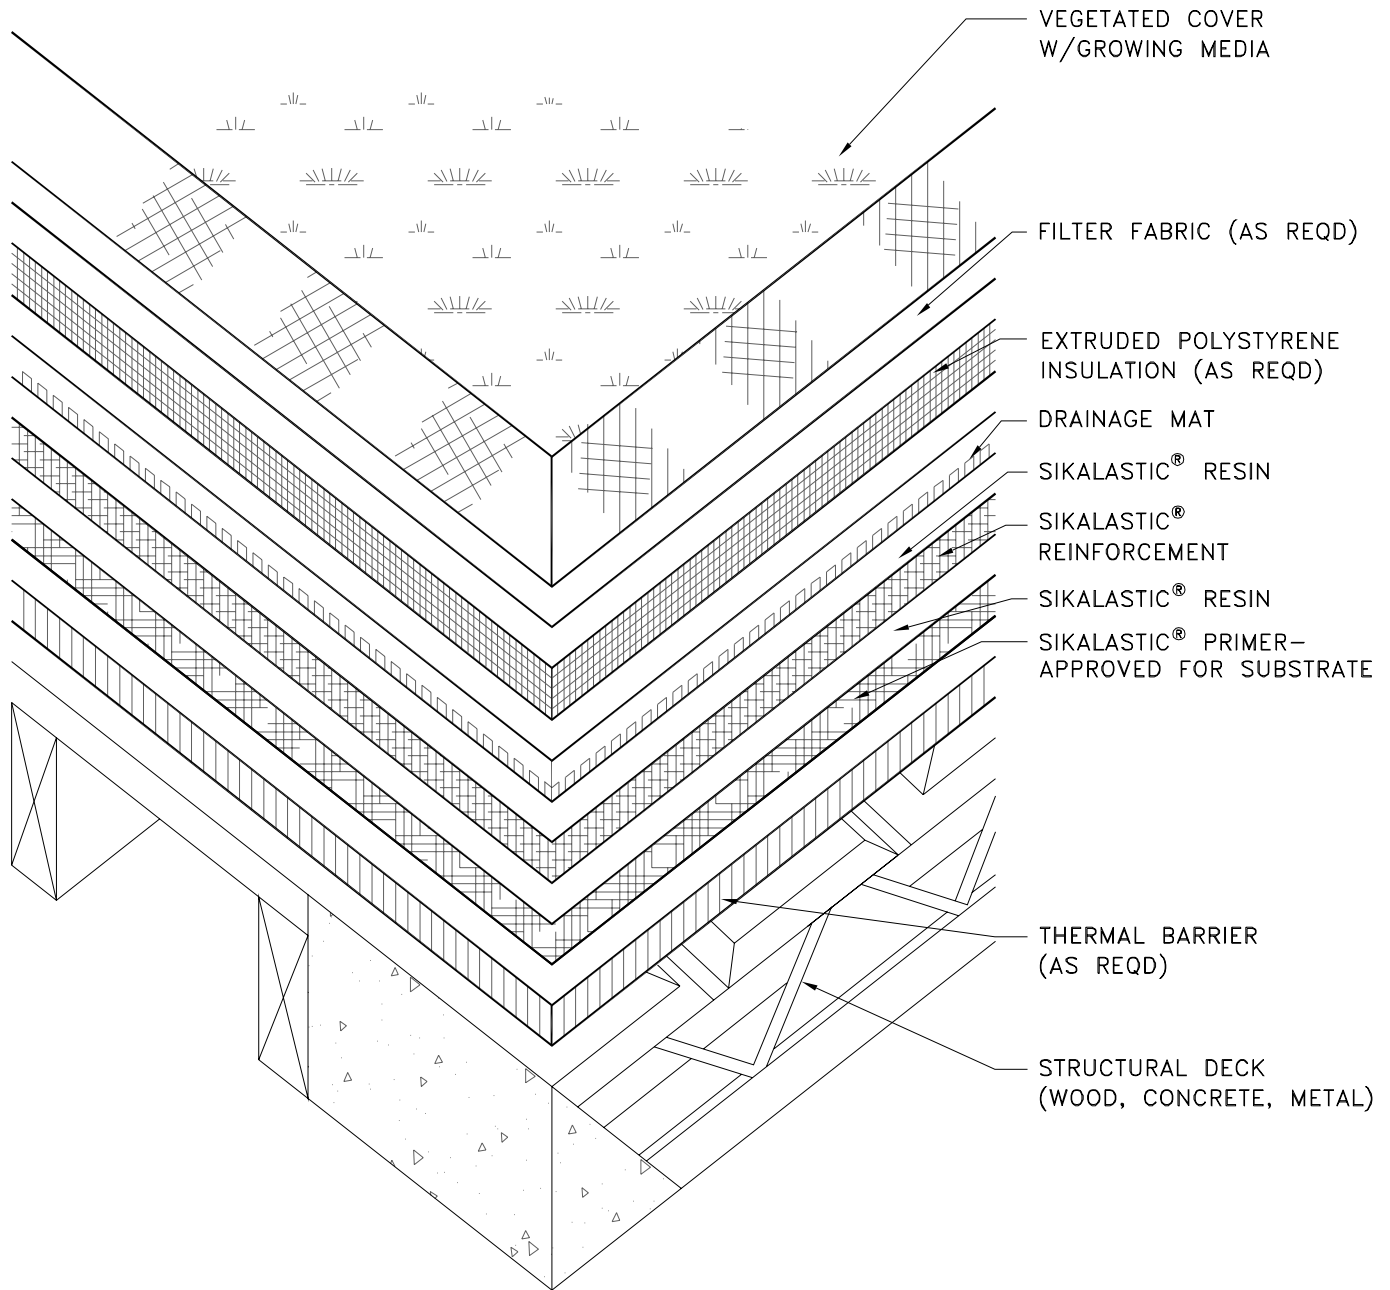 VEGETATED COVER
W/GROWING MEDIA
FILTER FABRIC (AS REQD)
EXTRUDED POLYSTYRENE
INSULATION (AS REQD)
DRAINAGE MAT
SIKALASTIC® RESIN
SIKALASTIC®
REINFORCEMENT
SIKALASTIC® RESIN
SIKALASTIC® PRIMER-
APPROVED FOR SUBSTRATE
THERMAL BARRIER
(AS REQD)
STRUCTURAL DECK
(WOOD, CONCRETE, METAL)